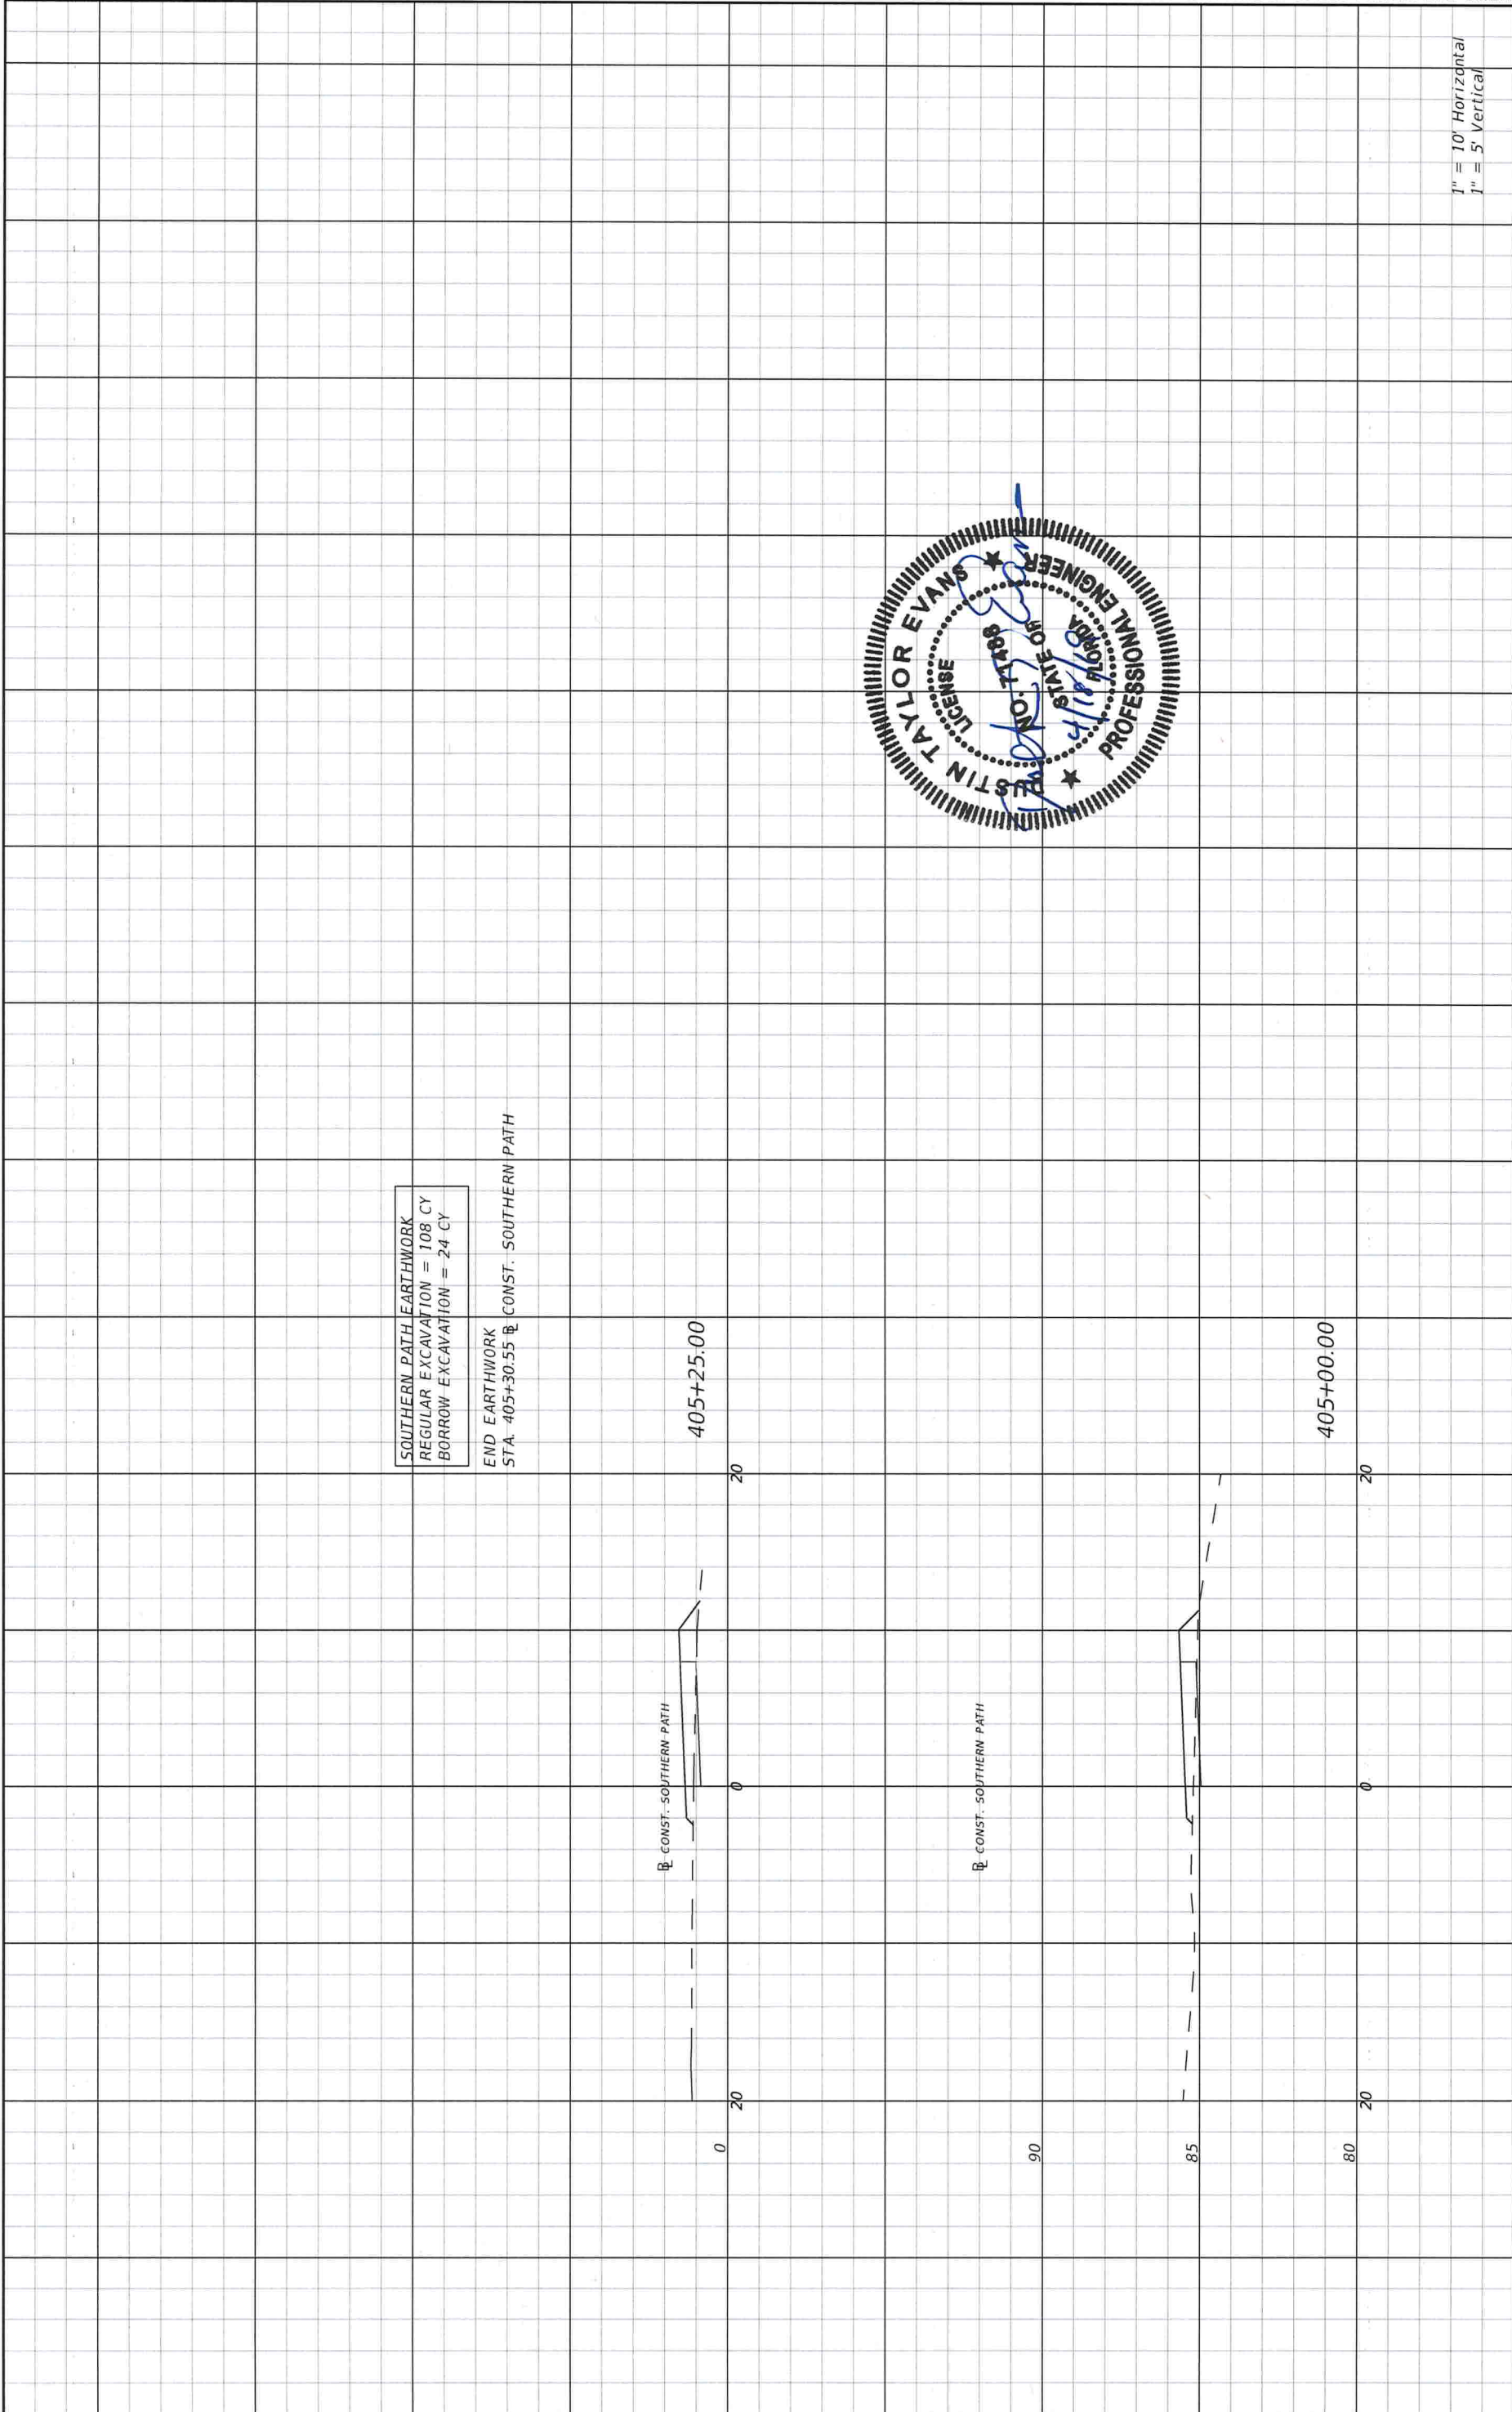 1" = 10' Horizontal
1" = 5' Vertical
SOUTHERN PATH EARTHWORK
REGULAR EXCAVATION = 108 CY
BORROW EXCAVATION = 24 CY
END EARTHWORK
STA. 405+30.55 ⅊ CONST. SOUTHERN PATH
405+25.00
⅊ CONST. SOUTHERN PATH
0
20
0
20
405+00.00
⅊ CONST. SOUTHERN PATH
90
85
80
20
0
20
TAYLOR EVANS
LICENSE
NO. 71488
STATE OF
FLORIDA
PROFESSIONAL ENGINEER